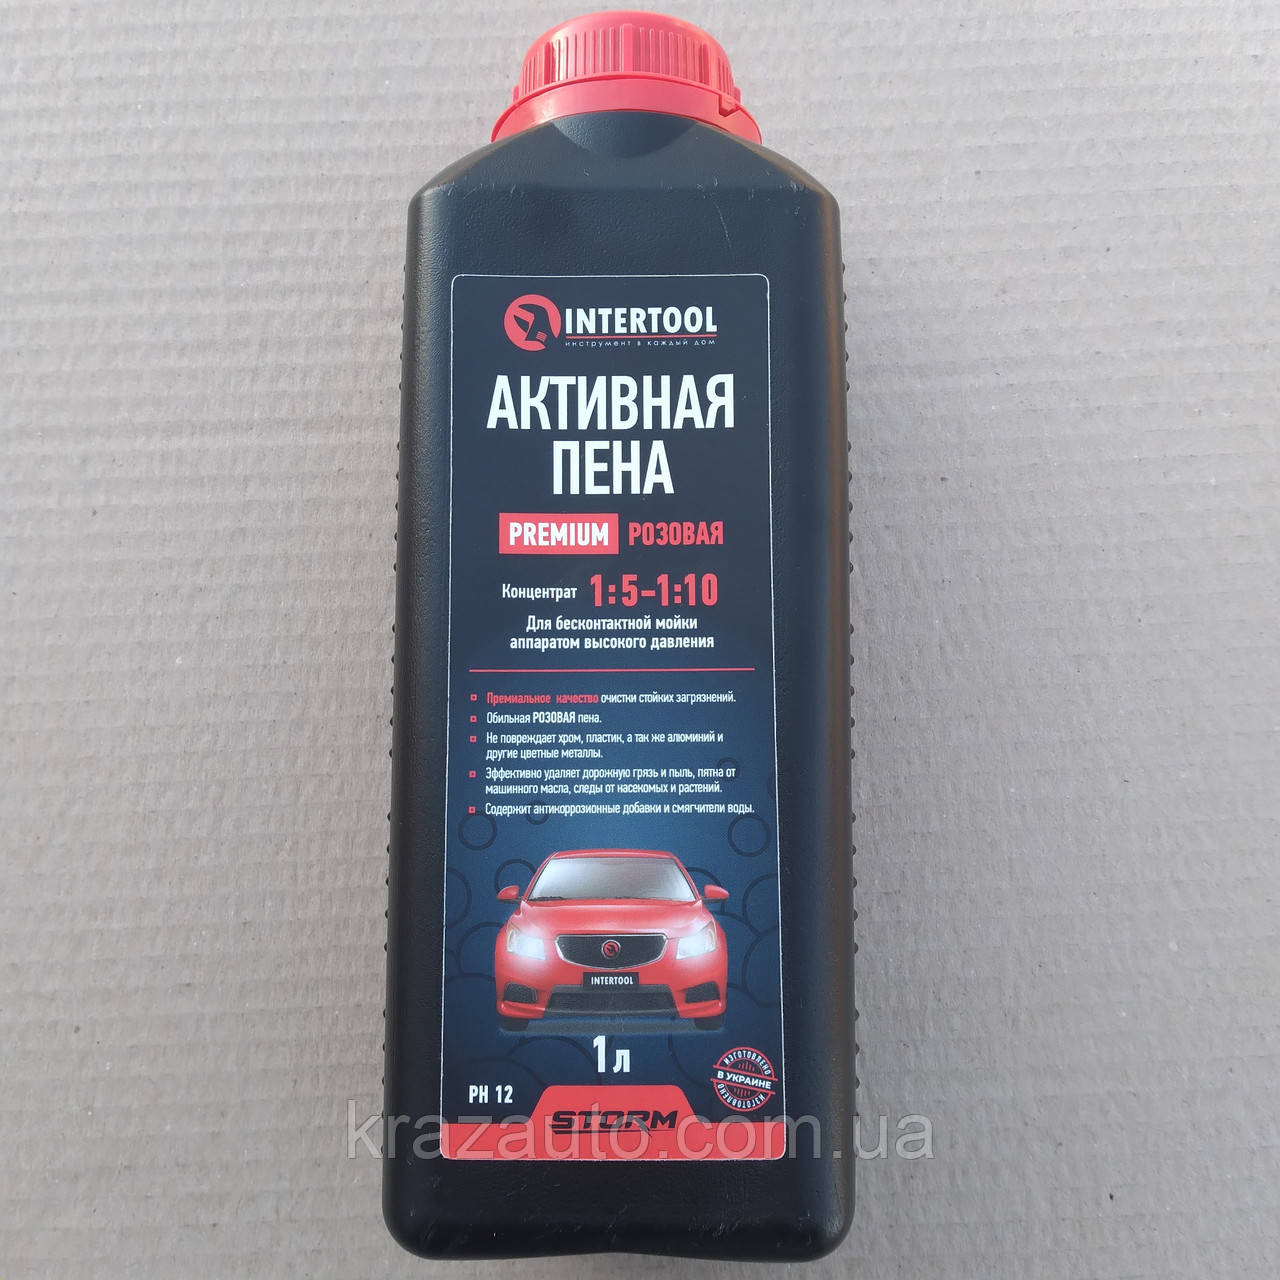 INTERTOOL
инструмент в каждый дом
АКТИВНАЯ
ПЕНА
PREMIUM РОЗОВАЯ
Концентрат 1:5-1:10
Для бесконтактной мойки
аппаратом высокого давления
Премиальное качество очистки стойких загрязнений.
Обильная РОЗОВАЯ пена.
Не повреждает хром, пластик, а так же алюминий и
другие цветные металлы.
Эффективно удаляет дорожную грязь и пыль, пятна от
машинного масла, следы от насекомых и растений.
Содержит антикоррозионные добавки и смягчители воды.
INTERTOOL
1 л
ИЗГОТОВЛЕНО
В УКРАИНЕ
ИЗГОТОВЛЕНО
PH 12
STORM
krazauto.com.ua